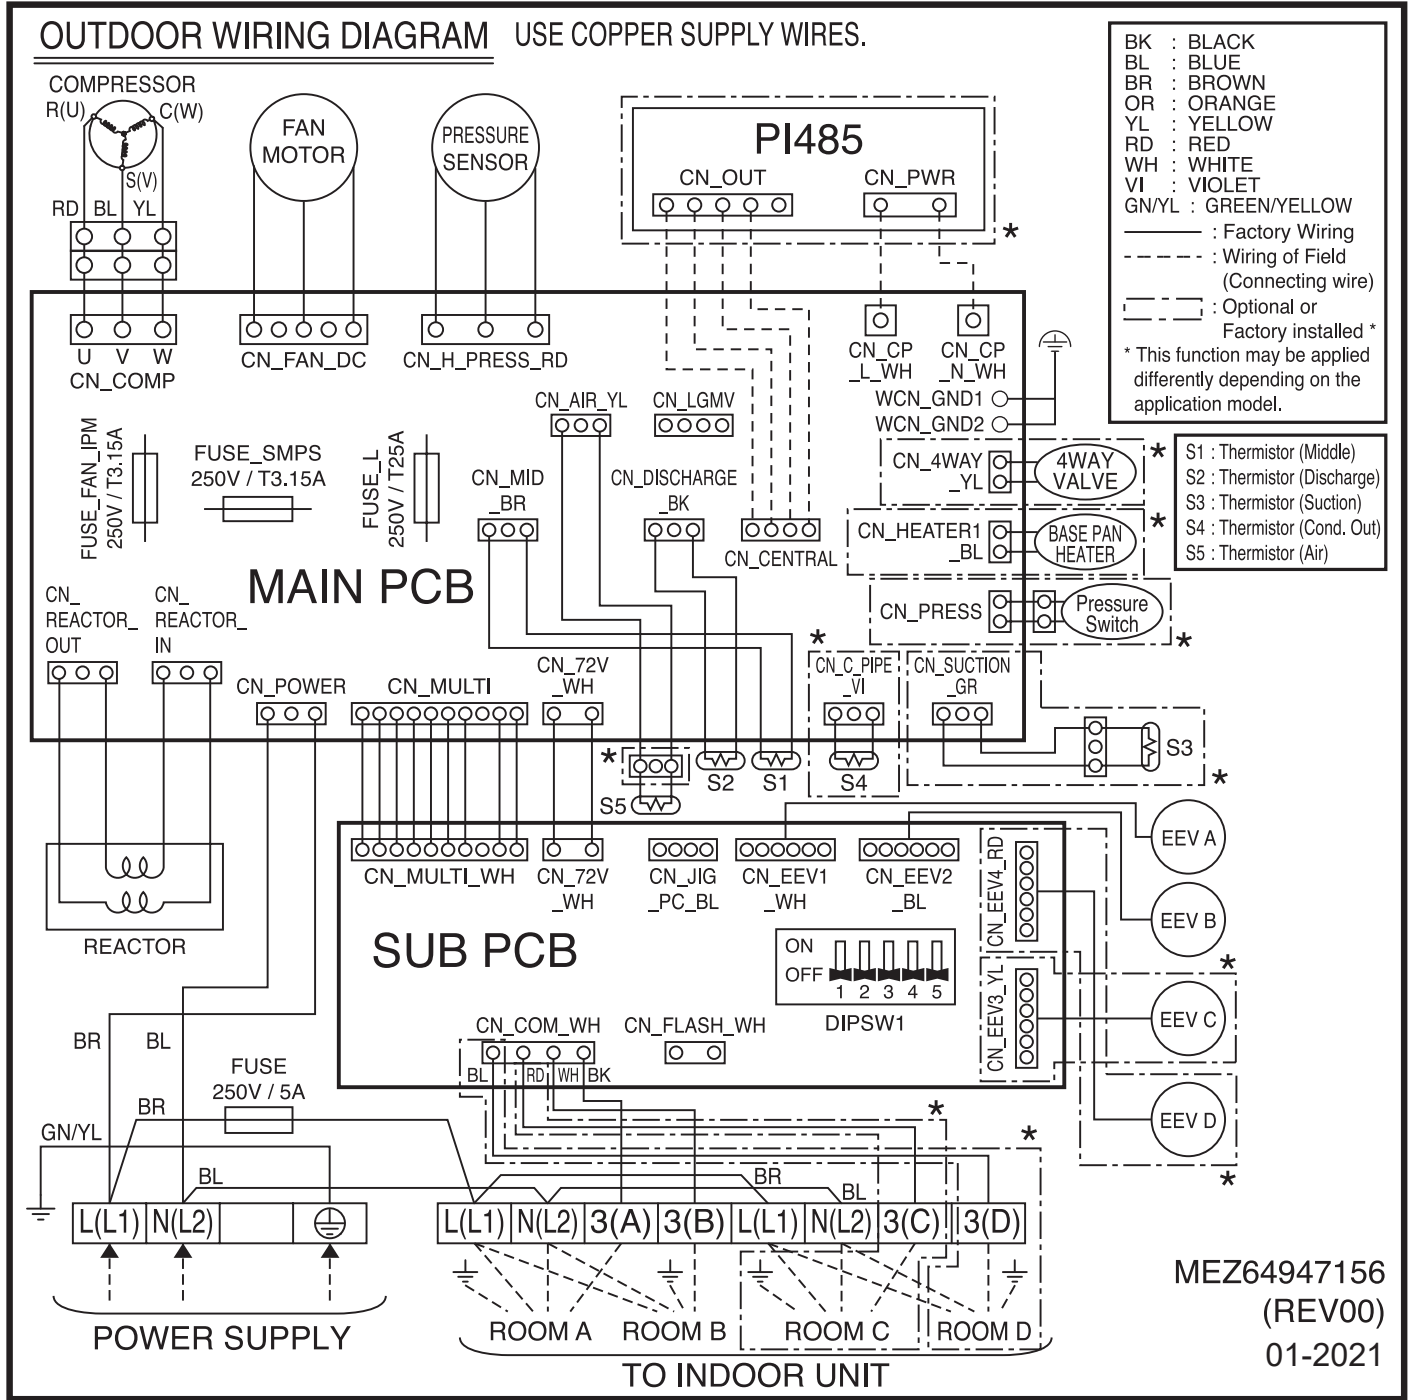 OUTDOOR WIRING DIAGRAM USE COPPER SUPPLY WIRES.
BK : BLACK
BL : BLUE
BR : BROWN
OR : ORANGE
YL : YELLOW
RD : RED
WH : WHITE
VI : VIOLET
GN/YL : GREEN/YELLOW
: Factory Wiring
: Wiring of Field
(Connecting wire)
: Optional or
Factory installed *
* This function may be applied
differently depending on the
application model.
S1 : Thermistor (Middle)
S2 : Thermistor (Discharge)
S3 : Thermistor (Suction)
S4 : Thermistor (Cond. Out)
S5 : Thermistor (Air)
COMPRESSOR
R(U) C(W)
S(V)
RD BL YL
FAN
MOTOR
PRESSURE
SENSOR
PI485
CN_OUT CN_PWR
*
U V W
CN_COMP
CN_FAN_DC
CN_H_PRESS_RD
CN_CP
_L_WH
CN_CP
_N_WH
WCN_GND1
WCN_GND2
CN_AIR_YL
CN_LGMV
FUSE_FAN_IPM
250V / T3.15A
FUSE_SMPS
250V / T3.15A
FUSE_L
250V / T25A
CN_MID
_BR
CN_DISCHARGE
_BK
CN_CENTRAL
CN_4WAY
_YL
4WAY
VALVE
*
CN_HEATER1
_BL
BASE PAN
HEATER
*
CN_PRESS
Pressure
Switch
*
MAIN PCB
CN_
REACTOR_
OUT
CN_
REACTOR_
IN
CN_POWER
CN_MULTI
CN_72V
_WH
*
CN_C_PIPE
_VI
CN_SUCTION
_GR
S3
*
*
S5
S2
S1
S4
REACTOR
CN_MULTI_WH
CN_72V
_WH
CN_JIG
_PC_BL
CN_EEV1
_WH
CN_EEV2
_BL
CN_EEV4_RD
CN_EEV3_YL
EEV A
EEV B
*
EEV C
EEV D
*
SUB PCB
ON
OFF
1 2 3 4 5
DIPSW1
CN_COM_WH
CN_FLASH_WH
BL RD WH BK
BR BL
FUSE
250V / 5A
BR
GN/YL
BL
*
*
BR
BL
L(L1) N(L2)
L(L1) N(L2) 3(A) 3(B) L(L1) N(L2) 3(C) 3(D)
POWER SUPPLY
ROOM A ROOM B ROOM C ROOM D
TO INDOOR UNIT
MEZ64947156
(REV00)
01-2021